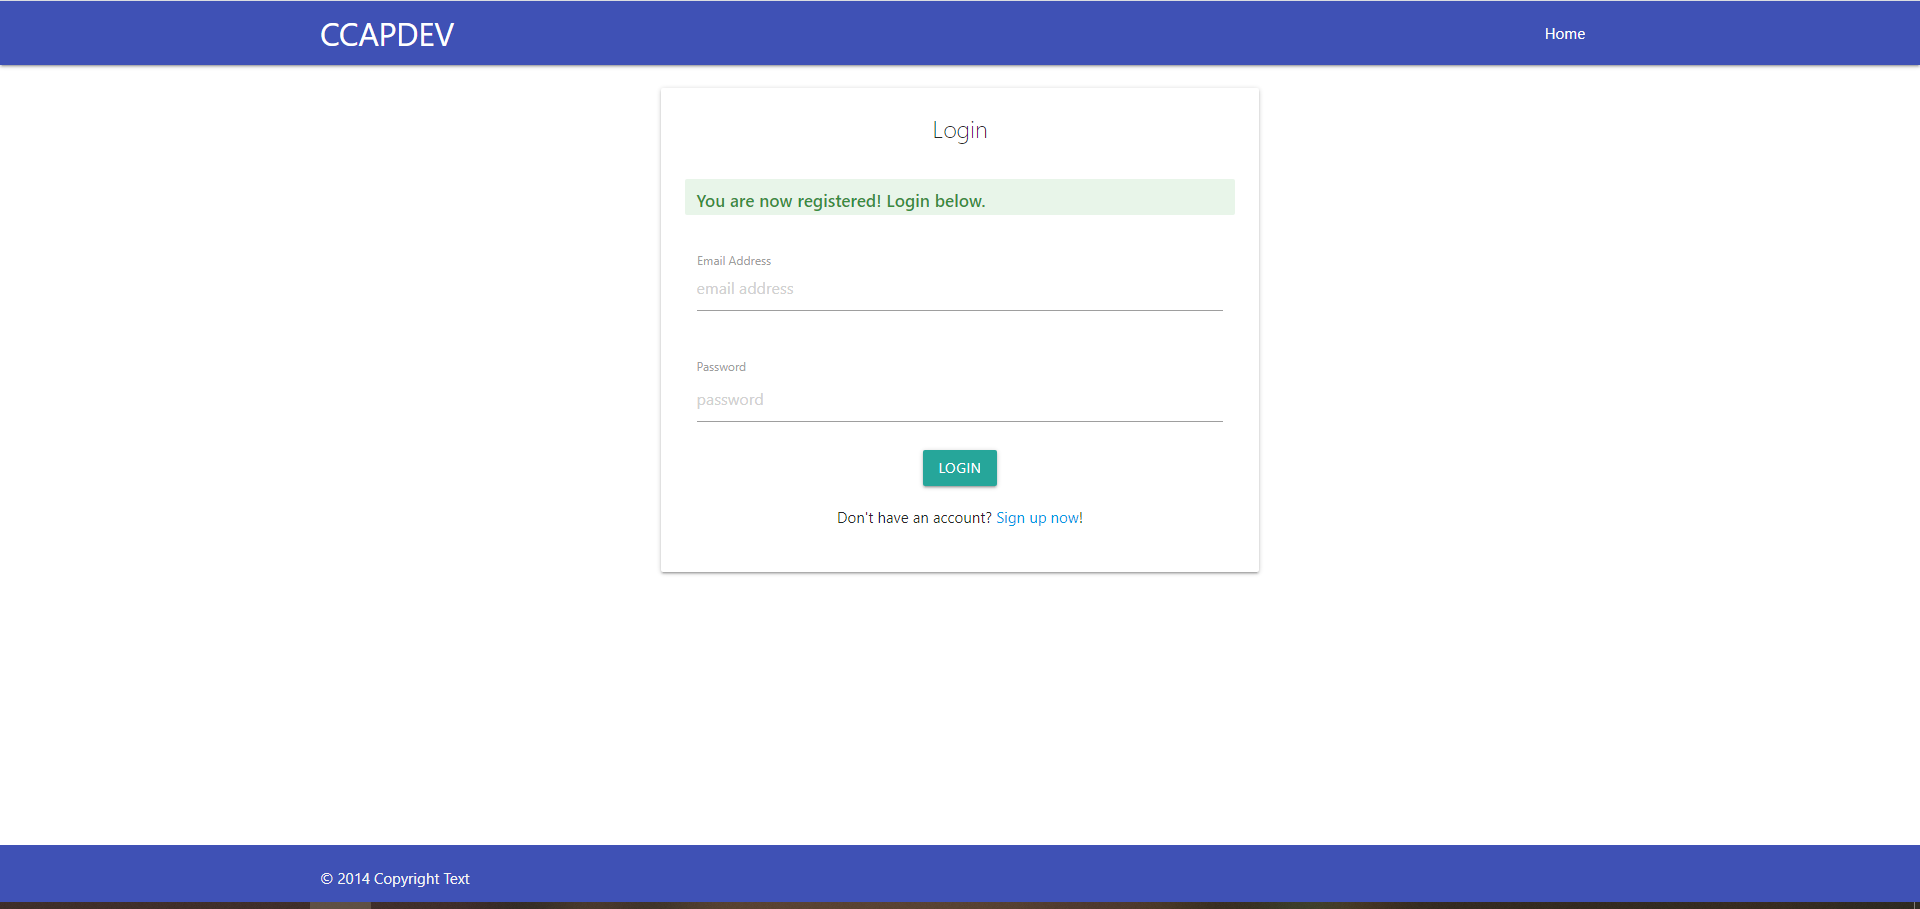 CCAPDEV
Home
Login
You are now registered! Login below.
Email Address
email address
Password
password
LOGIN
Don't have an account? Sign up now!
© 2014 Copyright Text